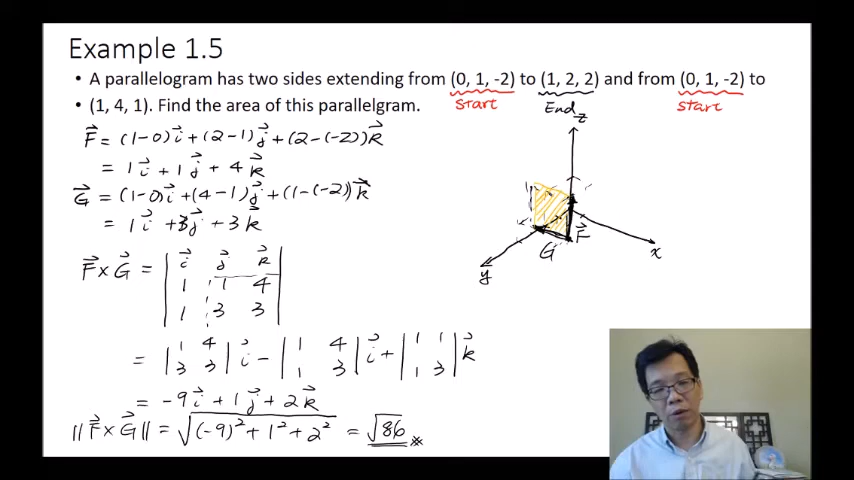 Example 1.5
• A parallelogram has two sides extending from (0, 1, -2) to (1, 2, 2) and from (0, 1, -2) to
Start End Start
• (1, 4, 1). Find the area of this parallelgram.
F⃗ = (1-0)i⃗ + (2-1)j⃗ + (2-(-2))k⃗
= 1i⃗ + 1j⃗ + 4k⃗
G⃗ = (1-0)i⃗ + (4-1)j⃗ + (1-(-2))k⃗
= 1i⃗ + 3j⃗ + 3k⃗
F⃗ × G⃗ = | i⃗ j⃗ k⃗ |
| 1 1 4 |
| 1 3 3 |
= | 1 4 | i⃗ - | 1 4 | i⃗ + | 1 1 | k⃗
| 3 3 | | 1 3 | | 1 3 |
= -9i⃗ + 1j⃗ + 2k⃗
||F⃗ × G⃗|| = √((-9)² + 1² + 2²) = √86 ※
z
F⃗
G
x
y